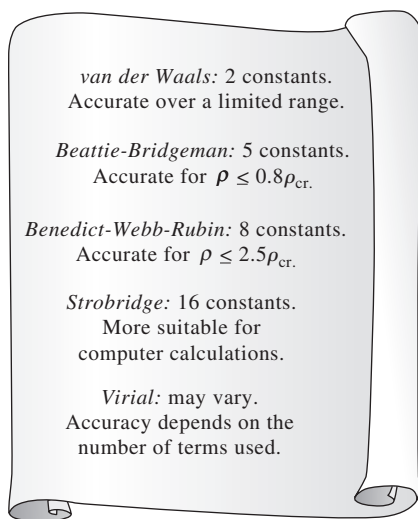 van der Waals: 2 constants.
Accurate over a limited range.
Beattie-Bridgeman: 5 constants.
Accurate for ρ ≤ 0.8ρcr.
Benedict-Webb-Rubin: 8 constants.
Accurate for ρ ≤ 2.5ρcr.
Strobridge: 16 constants.
More suitable for
computer calculations.
Virial: may vary.
Accuracy depends on the
number of terms used.